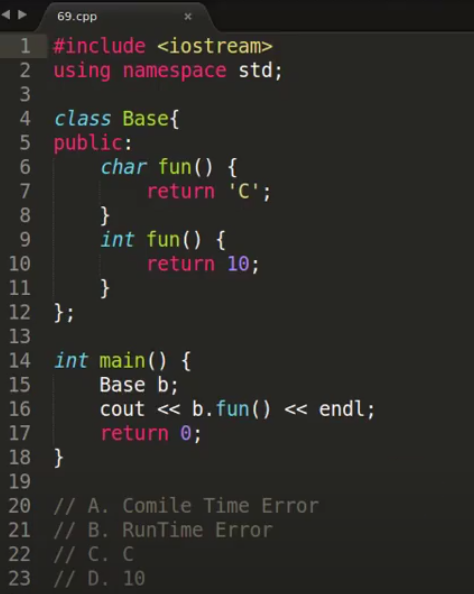 69.cpp ×
1 #include <iostream>
2 using namespace std;
3
4 class Base{
5 public:
6     char fun() {
7         return 'C';
8     }
9     int fun() {
10         return 10;
11     }
12 };
13
14 int main() {
15     Base b;
16     cout << b.fun() << endl;
17     return 0;
18 }
19
20 // A. Comile Time Error
21 // B. RunTime Error
22 // C. C
23 // D. 10